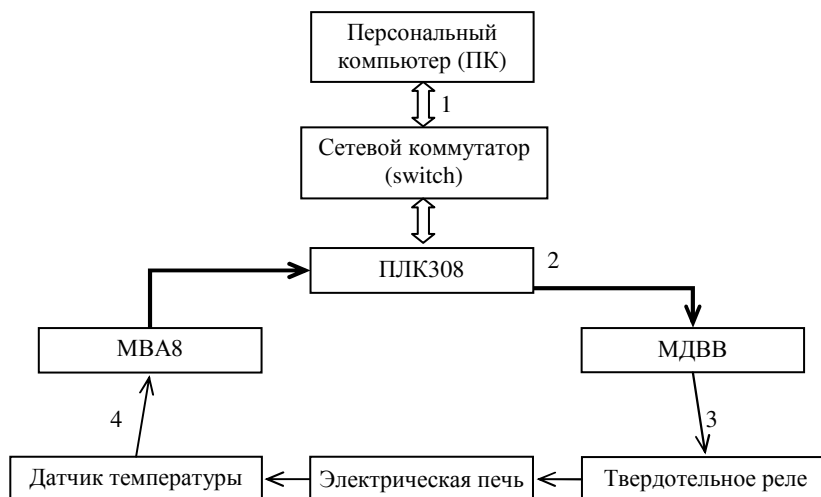 Персональный
компьютер (ПК)
1
Сетевой коммутатор
(switch)
ПЛК308
2
МВА8
МДВВ
4
3
Датчик температуры
Электрическая печь
Твердотельное реле